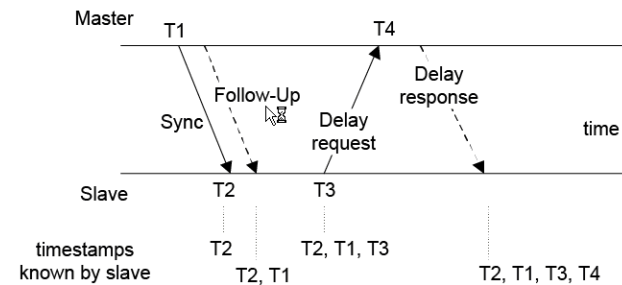 Master
T1
T4
Follow-Up
Delay
response
Sync
Delay
request
time
Slave
T2
T3
timestamps
known by slave
T2
T2, T1
T2, T1, T3
T2, T1, T3, T4